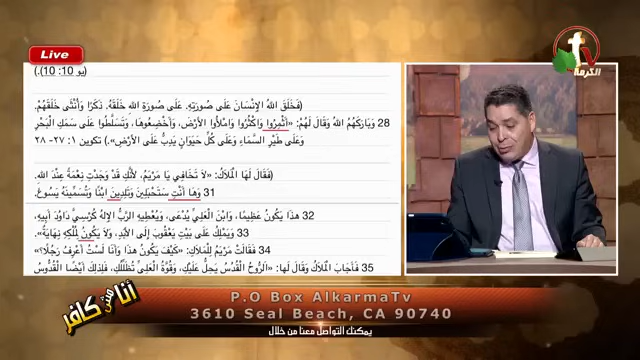 Live
الكرمة
(يو 10: 10).)
(فَخَلَقَ اللهُ الإِنْسَانَ عَلَى صُورَتِهِ. عَلَى صُورَةِ اللهِ خَلَقَهُ. ذَكَرًا وَأُنْثَى خَلَقَهُمْ.
28 وَبَارَكَهُمُ اللهُ وَقَالَ لَهُمْ: «أَثْمِرُوا وَاكْثُرُوا وَامْلأُوا الأَرْضَ، وَأَخْضِعُوهَا، وَتَسَلَّطُوا عَلَى سَمَكِ الْبَحْرِ
وَعَلَى طَيْرِ السَّمَاءِ وَعَلَى كُلِّ حَيَوَانٍ يَدِبُّ عَلَى الأَرْضِ».) تكوين ١: ٢٧- ٢٨
(فَقَالَ لَهَا الْمَلاَكُ: «لاَ تَخَافِي يَا مَرْيَمُ، لأَنَّكِ قَدْ وَجَدْتِ نِعْمَةً عِنْدَ اللهِ.
31 وَهَا أَنْتِ سَتَحْبَلِينَ وَتَلِدِينَ ابْنًا وَتُسَمِّينَهُ يَسُوعَ.
32 هذَا يَكُونُ عَظِيمًا، وَابْنَ الْعَلِيِّ يُدْعَى، وَيُعْطِيهِ الرَّبُّ الإِلهُ كُرْسِيَّ دَاوُدَ أَبِيهِ،
33 وَيَمْلِكُ عَلَى بَيْتِ يَعْقُوبَ إِلَى الأَبَدِ، وَلاَ يَكُونُ لِمُلْكِهِ نِهَايَةٌ».
34 فَقَالَتْ مَرْيَمُ لِلْمَلاَكِ: «كَيْفَ يَكُونُ هذَا وَأَنَا لَسْتُ أَعْرِفُ رَجُلًا؟»
35 فَأَجَابَ الْمَلاَكُ وَقَالَ لَها: «اَلرُّوحُ الْقُدُسُ يَحِلُّ عَلَيْكِ، وَقُوَّةُ الْعَلِيِّ تُظَلِّلُكِ، فَلِذلِكَ أَيْضًا الْقُدُّوسُ
أنا مش كافر
P.O Box AlkarmaTv
3610 Seal Beach, CA 90740
يمكنك التواصل معنا من خلال